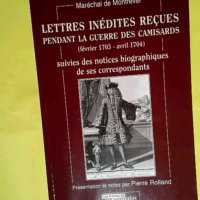 Maréchal de Montrevel
LETTRES INÉDITES REÇUES
PENDANT LA GUERRE DES CAMISARDS
(février 1703 - avril 1704)
suivies des notices biographiques
de ses correspondants
Présentation et notes par Pierre Rolland